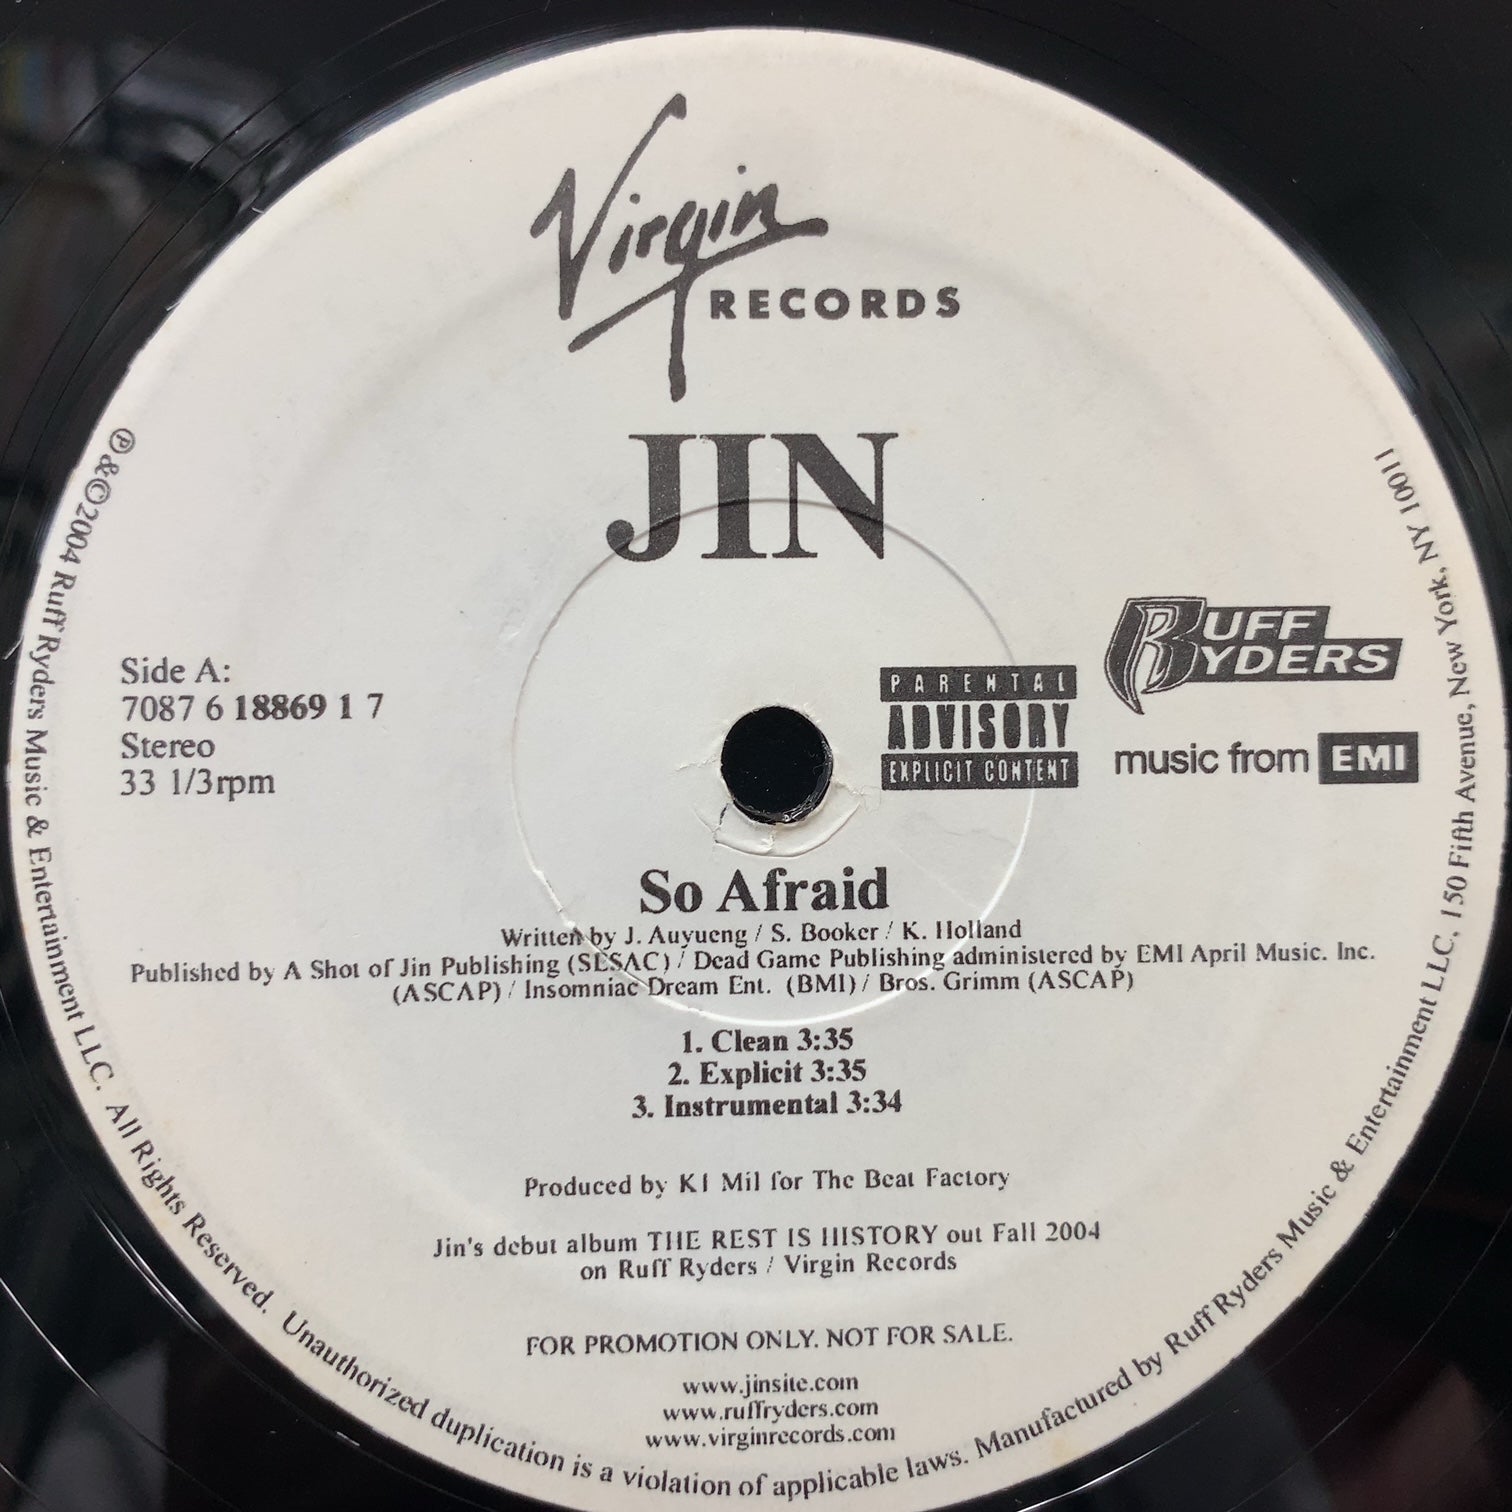 Virgin
RECORDS
JIN
Side A:
7087 6 18869 1 7
Stereo
33 1/3rpm
PARENTAL
ADVISORY
EXPLICIT CONTENT
RUFF
RYDERS
music from EMI
So Afraid
Written by J. Auyueng / S. Booker / K. Holland
Published by A Shot of Jin Publishing (SESAC) / Dead Game Publishing administered by EMI April Music. Inc.
(ASCAP) / Insomniac Dream Ent. (BMI) / Bros. Grimm (ASCAP)
1. Clean 3:35
2. Explicit 3:35
3. Instrumental 3:34
Produced by K1 Mil for The Beat Factory
Jin's debut album THE REST IS HISTORY out Fall 2004
on Ruff Ryders / Virgin Records
FOR PROMOTION ONLY. NOT FOR SALE.
www.jinsite.com
www.ruffryders.com
www.virginrecords.com
℗&©2004 Ruff Ryders Music & Entertainment LLC. All Rights Reserved. Unauthorized duplication is a violation of applicable laws. Manufactured by Ruff Ryders Music & Entertainment LLC, 150 Fifth Avenue, New York, NY 10011